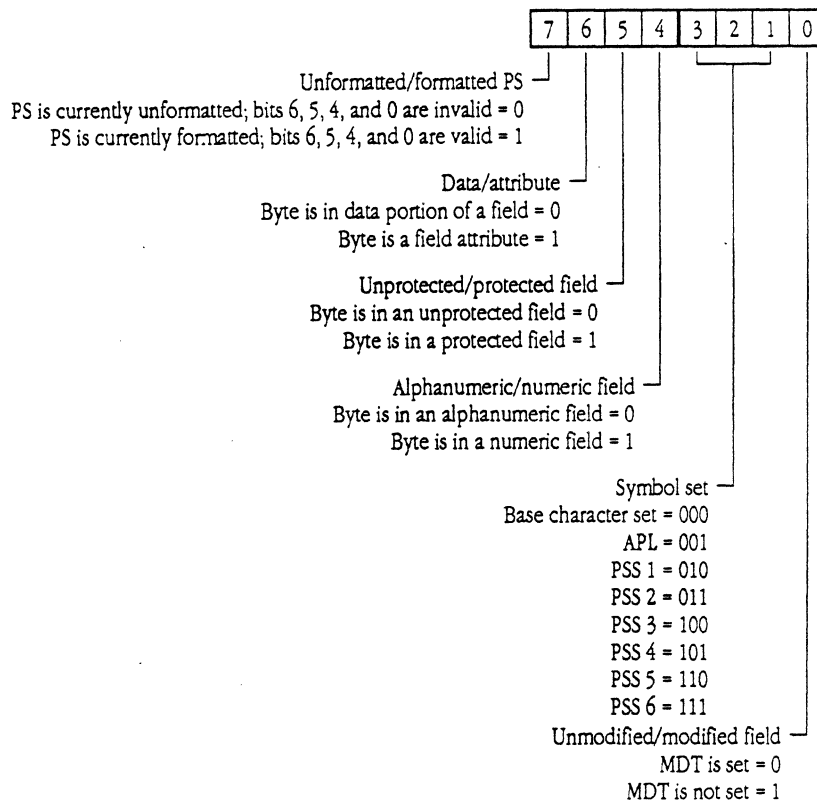 7 6 5 4 3 2 1 0
Unformatted/formatted PS
PS is currently unformatted; bits 6, 5, 4, and 0 are invalid = 0
PS is currently formatted; bits 6, 5, 4, and 0 are valid = 1
Data/attribute
Byte is in data portion of a field = 0
Byte is a field attribute = 1
Unprotected/protected field
Byte is in an unprotected field = 0
Byte is in a protected field = 1
Alphanumeric/numeric field
Byte is in an alphanumeric field = 0
Byte is in a numeric field = 1
Symbol set
Base character set = 000
APL = 001
PSS 1 = 010
PSS 2 = 011
PSS 3 = 100
PSS 4 = 101
PSS 5 = 110
PSS 6 = 111
Unmodified/modified field
MDT is set = 0
MDT is not set = 1